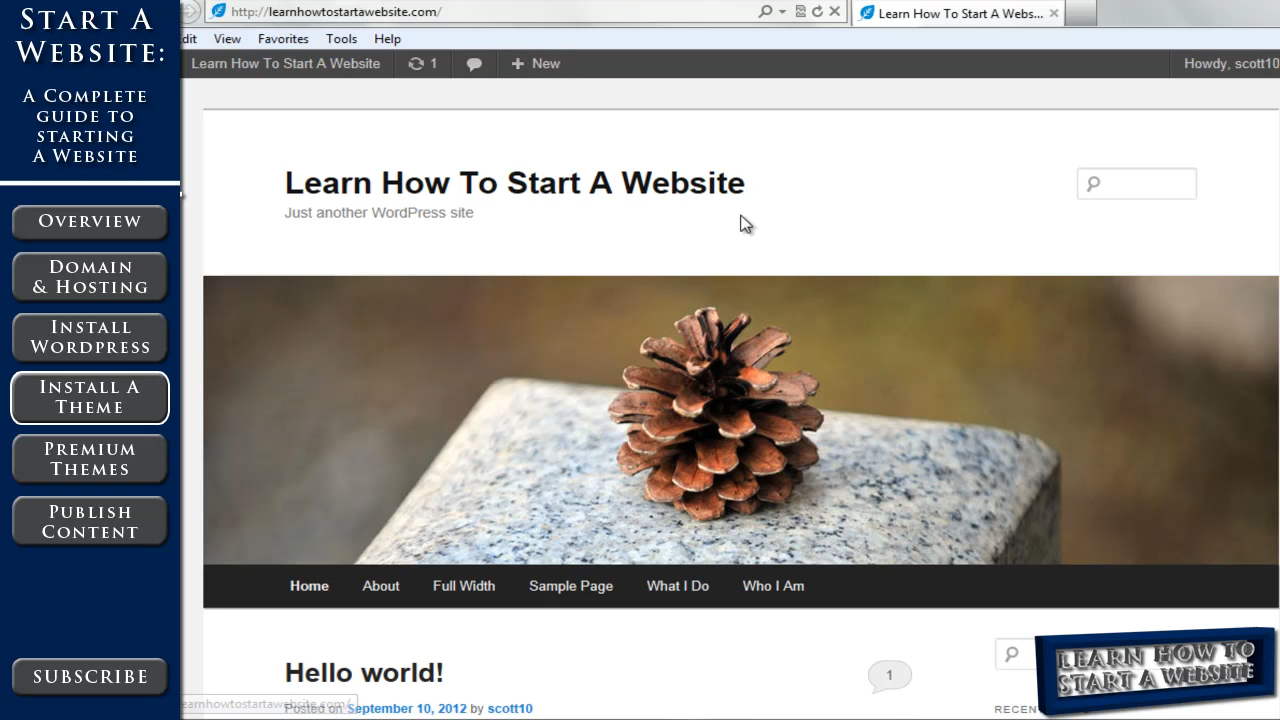 START A
WEBSITE:
A COMPLETE
GUIDE TO
STARTING
A WEBSITE
OVERVIEW
DOMAIN
& HOSTING
INSTALL
WORDPRESS
INSTALL A
THEME
PREMIUM
THEMES
PUBLISH
CONTENT
SUBSCRIBE
http://learnhowtostartawebsite.com/
Learn How To Start A Webs...
dit View Favorites Tools Help
Learn How To Start A Website 1 New Howdy, scott10
Learn How To Start A Website
Just another WordPress site
Home About Full Width Sample Page What I Do Who I Am
Hello world!
1
Posted on September 10, 2012 by scott10
earnhowtostartawebsite.com/
RECEN
LEARN HOW TO
START A WEBSITE